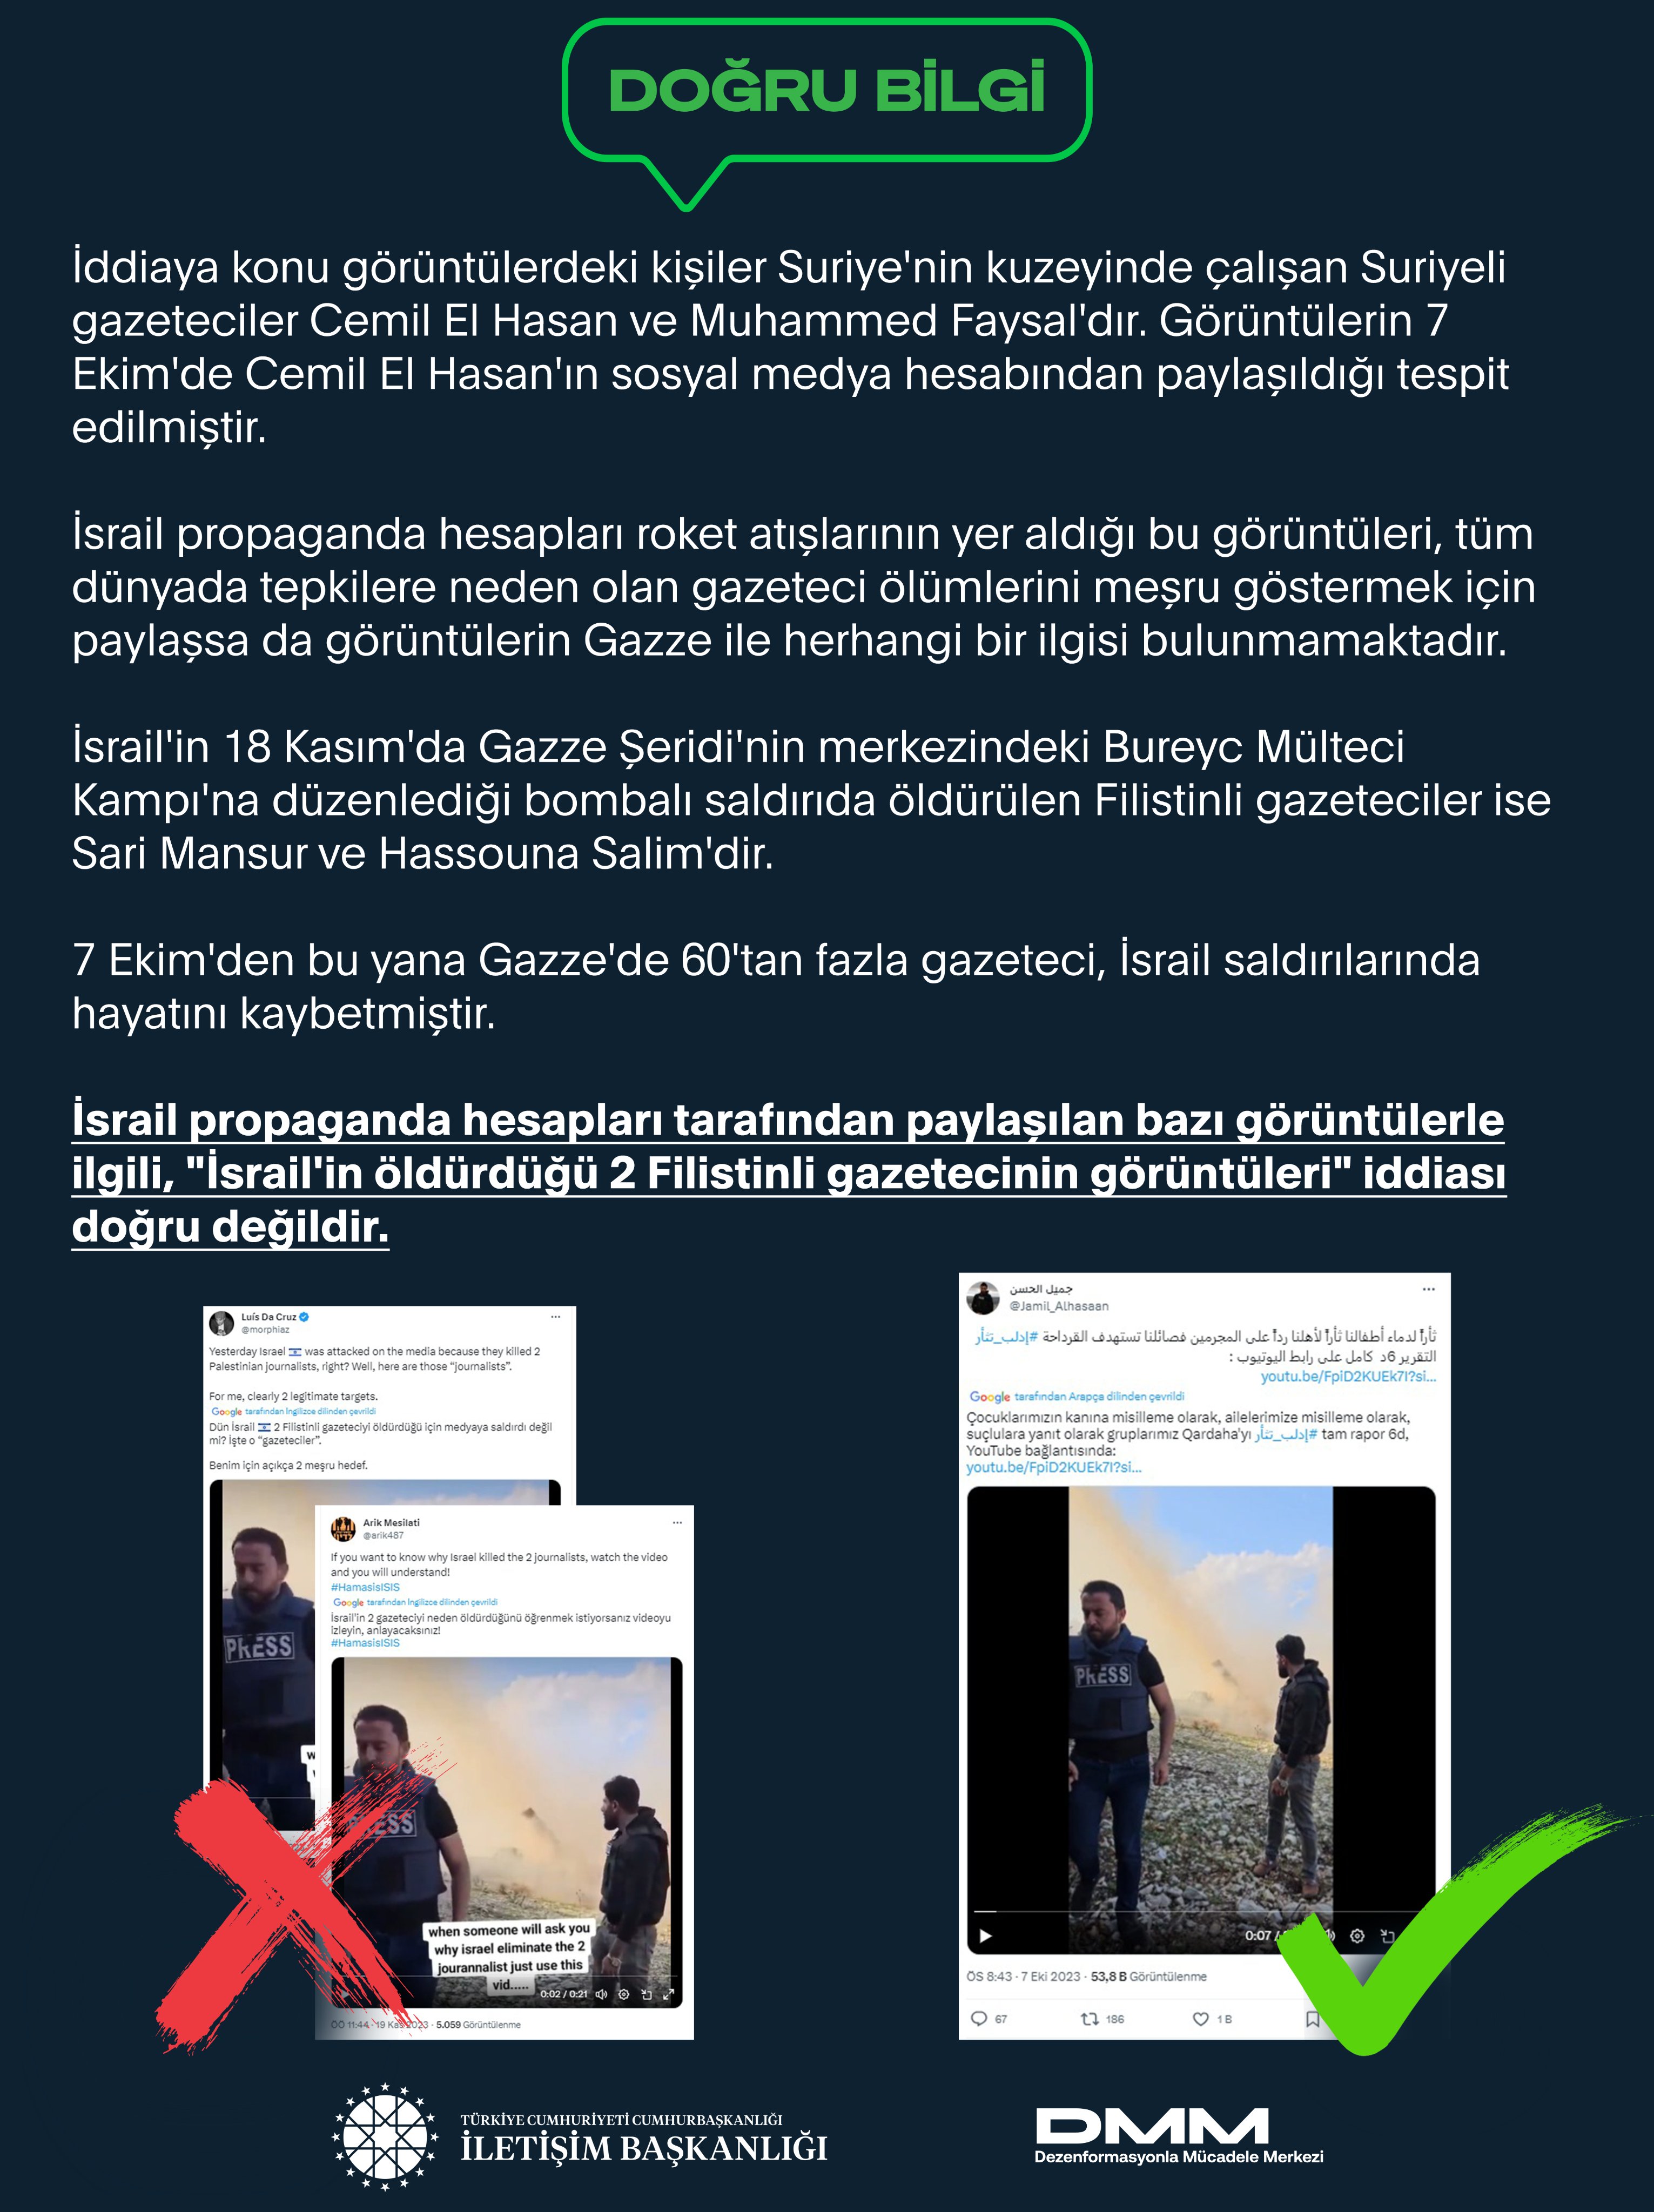 DOĞRU BİLGİ
İddiaya konu görüntülerdeki kişiler Suriye'nin kuzeyinde çalışan Suriyeli
gazeteciler Cemil El Hasan ve Muhammed Faysal'dır. Görüntülerin 7
Ekim'de Cemil El Hasan'ın sosyal medya hesabından paylaşıldığı tespit
edilmiştir.
İsrail propaganda hesapları roket atışlarının yer aldığı bu görüntüleri, tüm
dünyada tepkilere neden olan gazeteci ölümlerini meşru göstermek için
paylaşsa da görüntülerin Gazze ile herhangi bir ilgisi bulunmamaktadır.
İsrail'in 18 Kasım'da Gazze Şeridi'nin merkezindeki Bureyc Mülteci
Kampı'na düzenlediği bombalı saldırıda öldürülen Filistinli gazeteciler ise
Sari Mansur ve Hassouna Salim'dir.
7 Ekim'den bu yana Gazze'de 60'tan fazla gazeteci, İsrail saldırılarında
hayatını kaybetmiştir.
İsrail propaganda hesapları tarafından paylaşılan bazı görüntülerle
ilgili, "İsrail'in öldürdüğü 2 Filistinli gazetecinin görüntüleri" iddiası
doğru değildir.
Luís Da Cruz
@morphiaz
Yesterday Israel was attacked on the media because they killed 2
Palestinian journalists, right? Well, here are those “journalists”.
For me, clearly 2 legitimate targets.
Google tarafından İngilizce dilinden çevrildi
Dün İsrail 2 Filistinli gazeteciyi öldürdüğü için medyaya saldırdı değil
mi? İşte o “gazeteciler”.
Benim için açıkça 2 meşru hedef.
PRESS
Arik Mesilati
@arik487
If you want to know why Israel killed the 2 journalists, watch the video
and you will understand!
#HamasisISIS
Google tarafından İngilizce dilinden çevrildi
İsrail'in 2 gazeteciyi neden öldürdüğünü öğrenmek istiyorsanız videoyu
izleyin, anlayacaksınız!
#HamasisISIS
when someone will ask you
why israel eliminate the 2
jourannalist just use this
vid.....
0:02 / 0:21
ÖÖ 11:44 · 19 Kas 2023 · 5.059 Görüntülenme
جميل الحسن
@Jamil_Alhasaan
ثأراً لدماء أطفالنا ثأراً لأهلنا رداً على المجرمين فصائلنا تستهدف القرداحة #إدلب_تثأر
التقرير 6د كامل على رابط اليوتيوب :
youtu.be/FpiD2KUEk7I?si...
Google tarafından Arapça dilinden çevrildi
Çocuklarımızın kanına misilleme olarak, ailelerimize misilleme olarak,
suçlulara yanıt olarak gruplarımız Qardaha'yı #إدلب_تثأر tam rapor 6d,
YouTube bağlantısında:
youtu.be/FpiD2KUEk7I?si...
PRESS
0:07 /
ÖS 8:43 · 7 Eki 2023 · 53,8 B Görüntülenme
67 186 1 B
TÜRKİYE CUMHURİYETİ CUMHURBAŞKANLIĞI
İLETİŞİM BAŞKANLIĞI
DMM
Dezenformasyonla Mücadele Merkezi